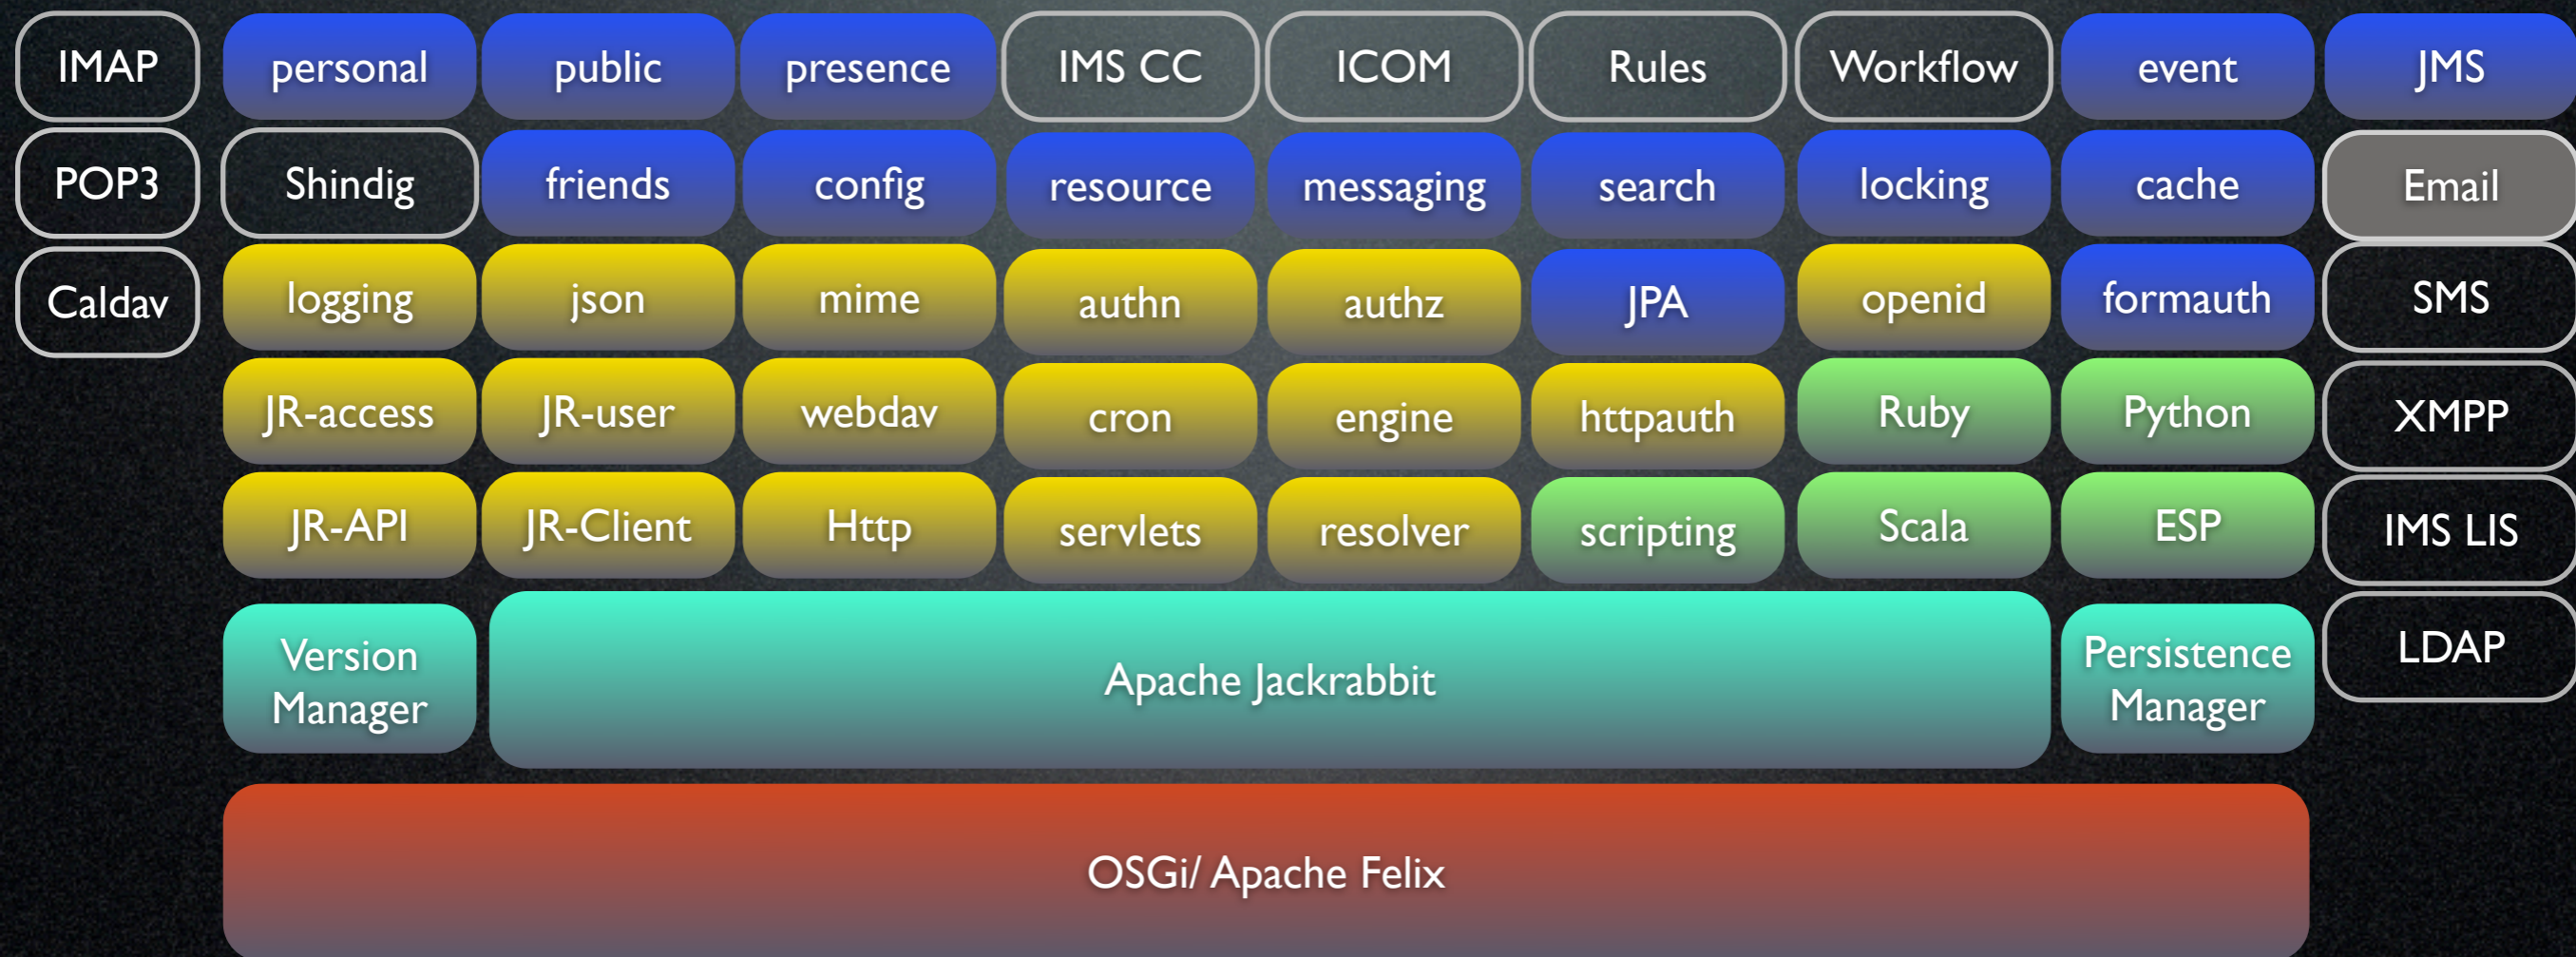 IMAP
personal
public
presence
IMS CC
ICOM
Rules
Workflow
event
JMS
POP3
Shindig
friends
config
resource
messaging
search
locking
cache
Email
Caldav
logging
json
mime
authn
authz
JPA
openid
formauth
SMS
JR-access
JR-user
webdav
cron
engine
httpauth
Ruby
Python
XMPP
JR-API
JR-Client
Http
servlets
resolver
scripting
Scala
ESP
IMS LIS
Version
Manager
Apache Jackrabbit
Persistence
Manager
LDAP
OSGi/ Apache Felix